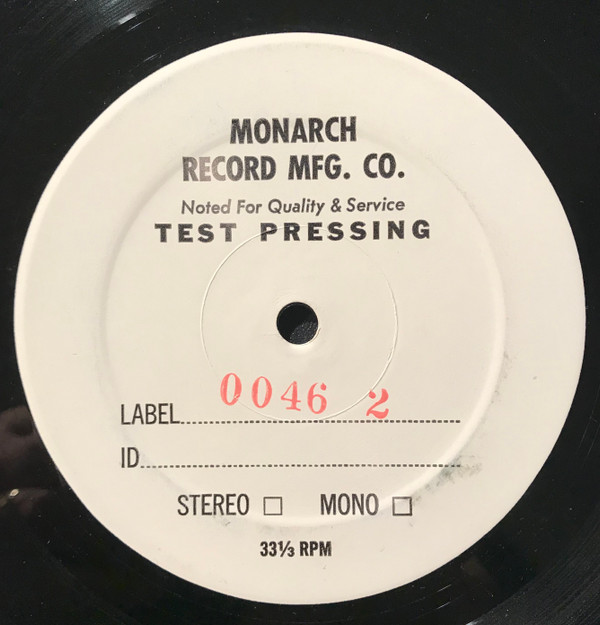 MONARCH
RECORD MFG. CO.
Noted For Quality & Service
TEST PRESSING
0046 2
LABEL
ID
STEREO □ MONO □
33⅓ RPM